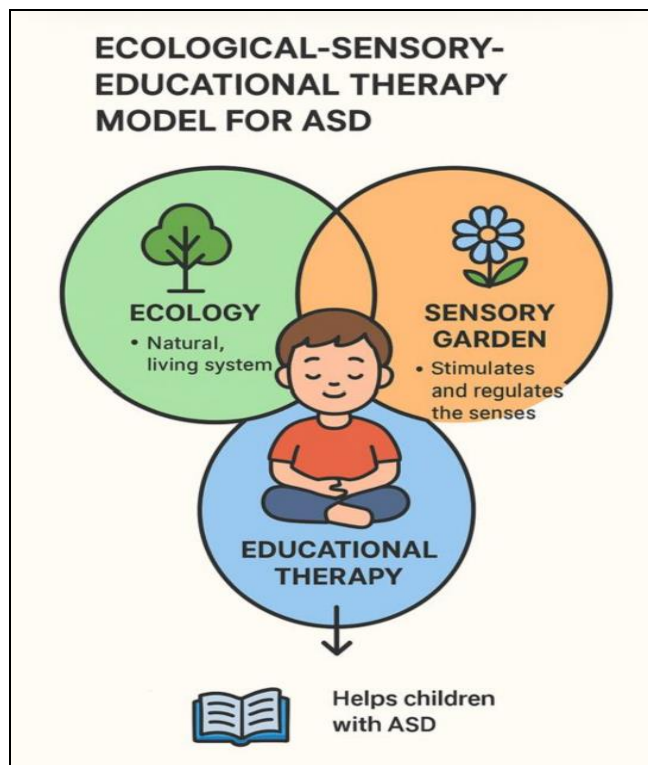 ECOLOGICAL-SENSORY-
EDUCATIONAL THERAPY
MODEL FOR ASD
ECOLOGY
• Natural,
living system
SENSORY
GARDEN
• Stimulates
and regulates
the senses
EDUCATIONAL
THERAPY
Helps children
with ASD